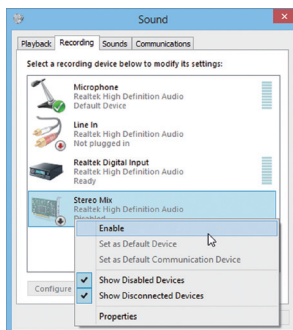 Sound
Playback Recording Sounds Communications
Select a recording device below to modify its settings:
Microphone
Realtek High Definition Audio
Default Device
Line In
Realtek High Definition Audio
Not plugged in
Realtek Digital Input
Realtek High Definition Audio
Ready
Stereo Mix
Realtek High Definition Audio
Disabled
Enable
Set as Default Device
Set as Default Communication Device
Show Disabled Devices
Show Disconnected Devices
Configure
Properties